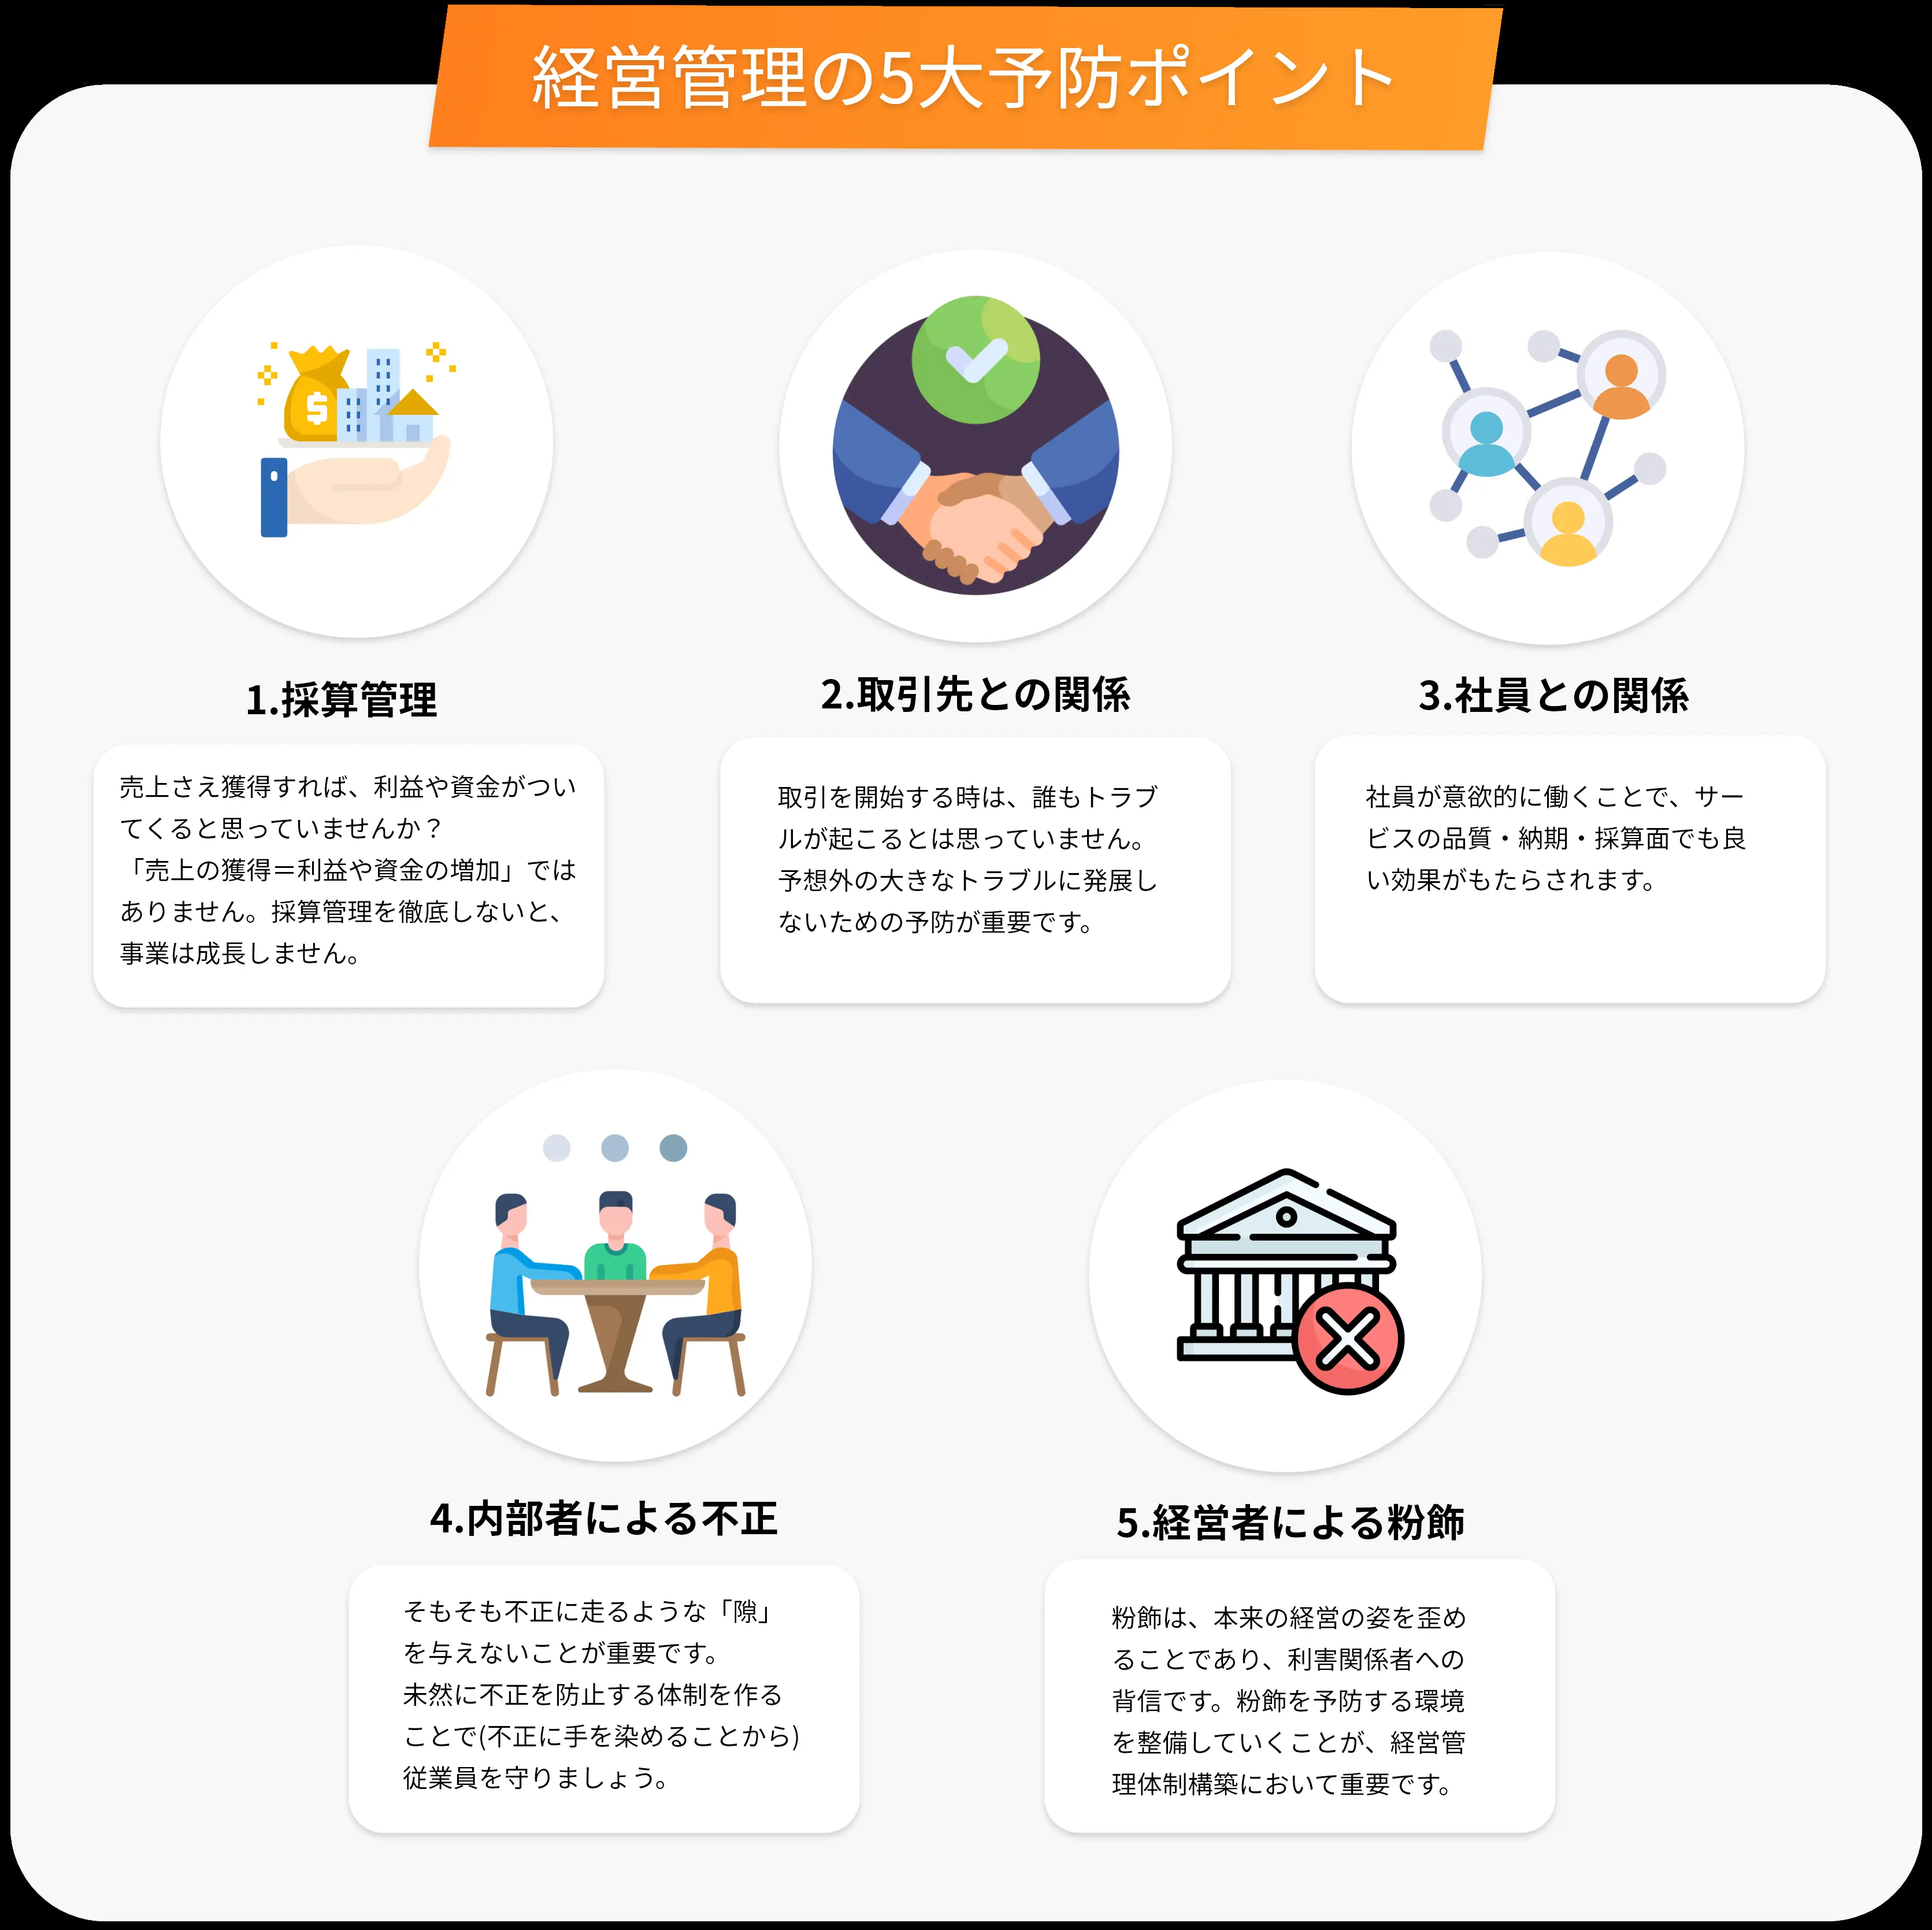 経営管理の5大予防ポイント
1.採算管理
売上さえ獲得すれば、利益や資金がつい
てくると思っていませんか？
「売上の獲得＝利益や資金の増加」では
ありません。採算管理を徹底しないと、
事業は成長しません。
2.取引先との関係
取引を開始する時は、誰もトラブ
ルが起こるとは思っていません。
予想外の大きなトラブルに発展し
ないための予防が重要です。
3.社員との関係
社員が意欲的に働くことで、サー
ビスの品質・納期・採算面でも良
い効果がもたらされます。
4.内部者による不正
そもそも不正に走るような「隙」
を与えないことが重要です。
未然に不正を防止する体制を作る
ことで(不正に手を染めることから)
従業員を守りましょう。
5.経営者による粉飾
粉飾は、本来の経営の姿を歪め
ることであり、利害関係者への
背信です。粉飾を予防する環境
を整備していくことが、経営管
理体制構築において重要です。